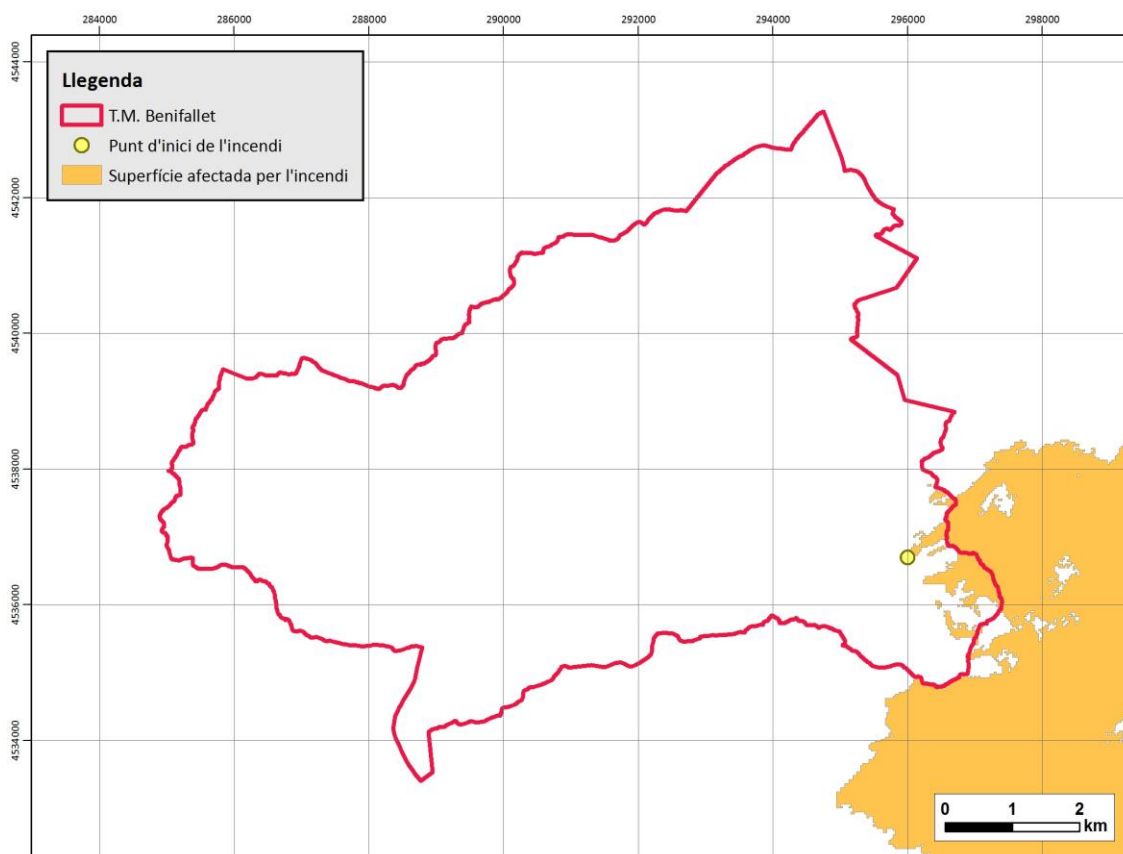 284000 286000 288000 290000 292000 294000 296000 298000
4544000
4542000
4540000
4538000
4536000
4534000
Llegenda
T.M. Benifallet
Punt d'inici de l'incendi
Superfície afectada per l'incendi
0 1 2
km